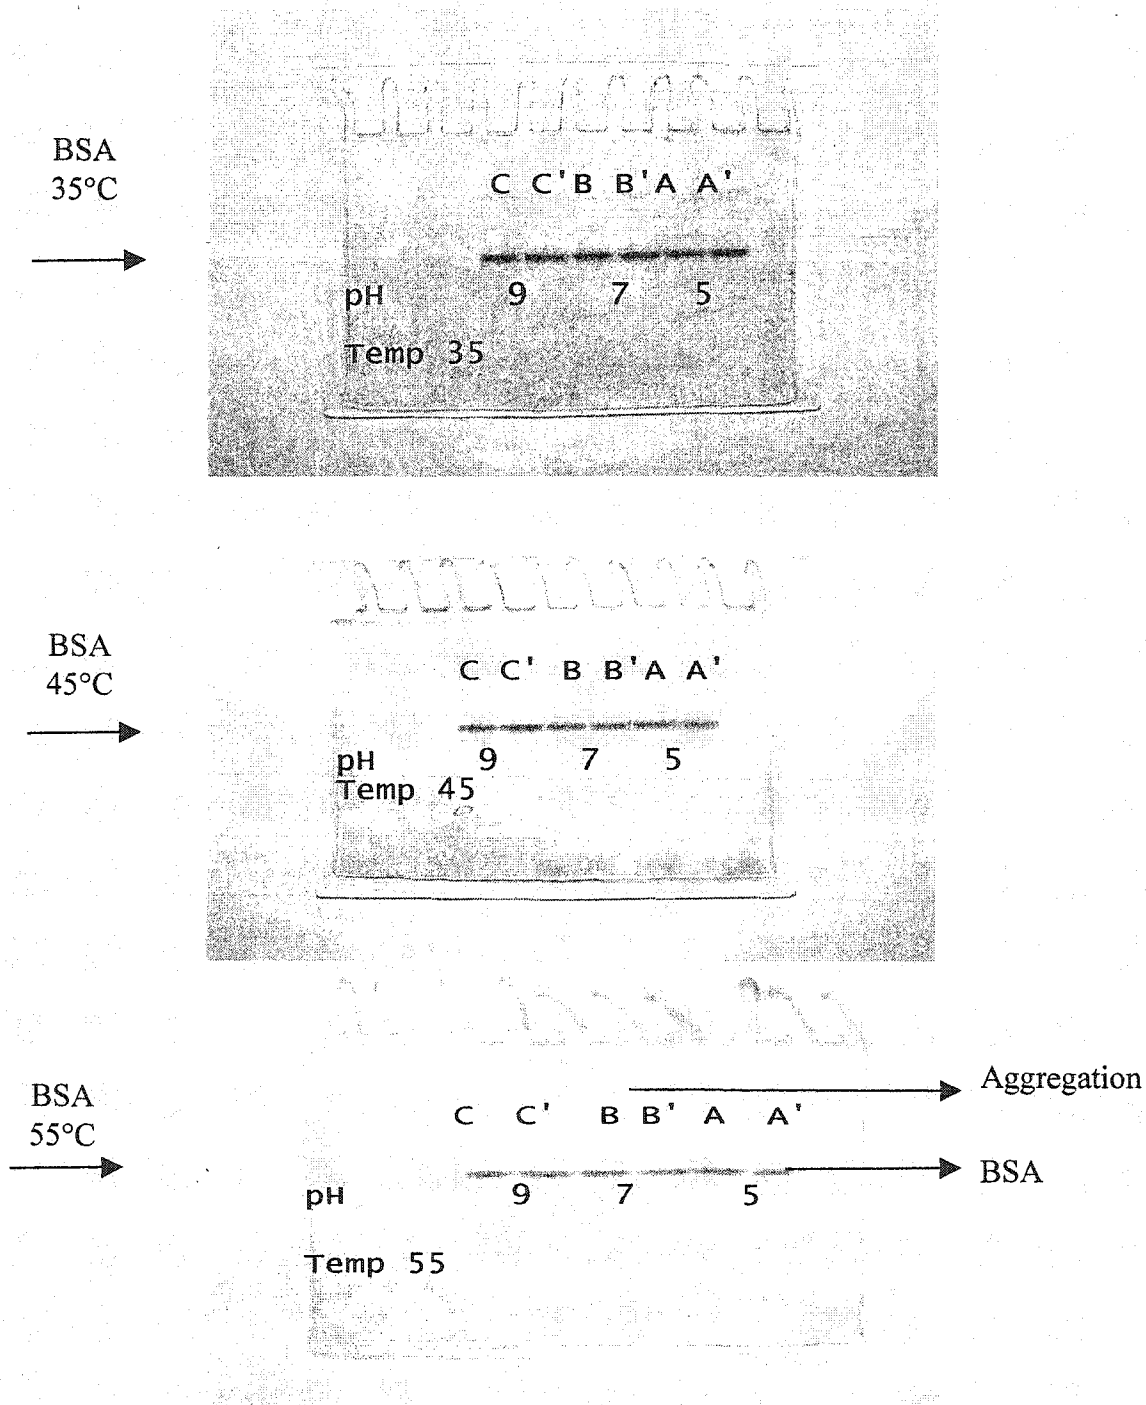 BSA
35°C
C C' B B' A A'
pH 9 7 5
Temp 35
BSA
45°C
C C' B B' A A'
pH 9 7 5
Temp 45
Aggregation
BSA
55°C
C C' B B' A A'
BSA
pH 9 7 5
Temp 55